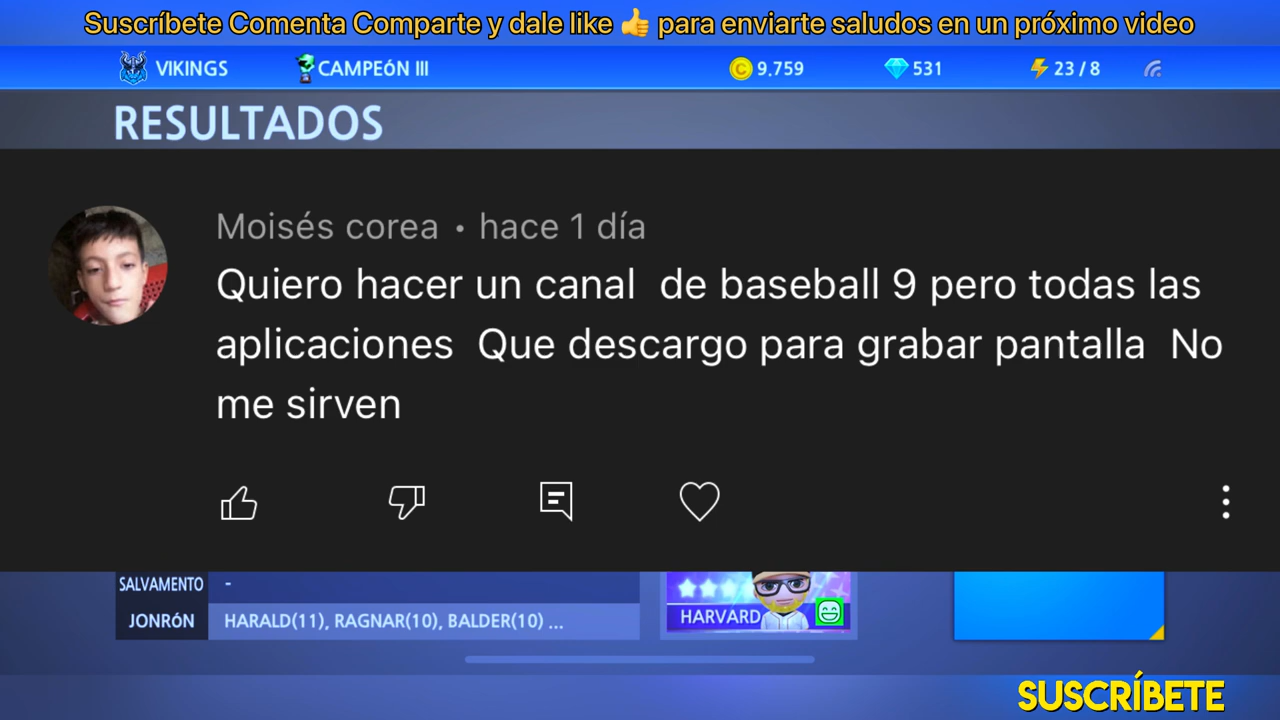 Suscríbete Comenta Comparte y dale like 👍 para enviarte saludos en un próximo video
VIKINGS CAMPEÓN III 9.759 531 23 / 8
RESULTADOS
Moisés corea • hace 1 día
Quiero hacer un canal de baseball 9 pero todas las
aplicaciones Que descargo para grabar pantalla No
me sirven
SALVAMENTO -
JONRÓN HARALD(11), RAGNAR(10), BALDER(10) ...
HARVARD
SUSCRÍBETE